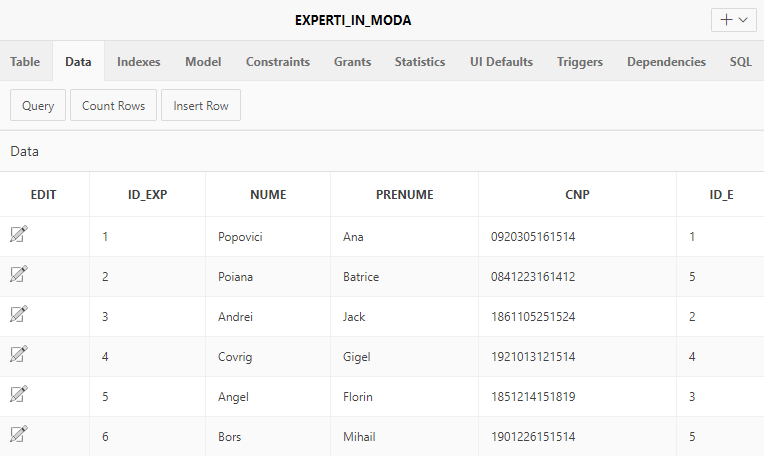 EXPERTI_IN_MODA
Table Data Indexes Model Constraints Grants Statistics UI Defaults Triggers Dependencies SQL
Query Count Rows Insert Row
Data
EDIT ID_EXP NUME PRENUME CNP ID_E
1 Popovici Ana 0920305161514 1
2 Poiana Batrice 0841223161412 5
3 Andrei Jack 1861105251524 2
4 Covrig Gigel 1921013121514 4
5 Angel Florin 1851214151819 3
6 Bors Mihail 1901226151514 5